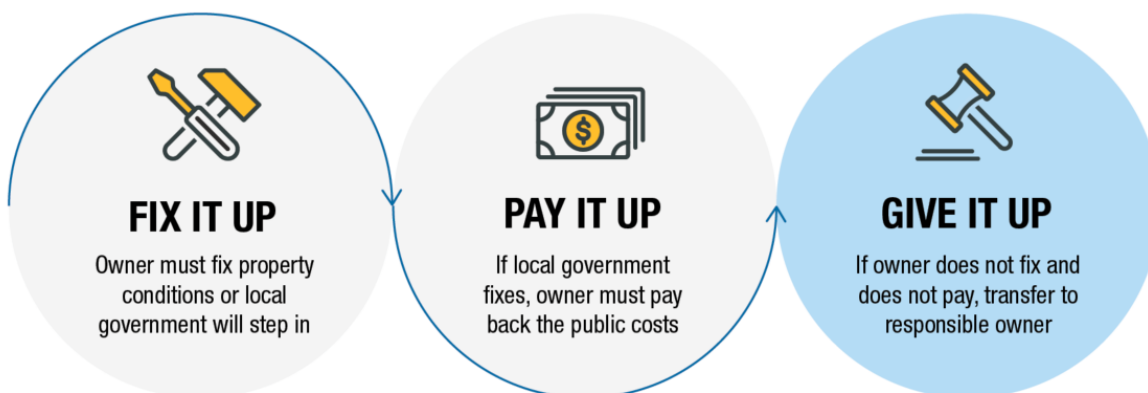 FIX IT UP
Owner must fix property
conditions or local
government will step in
$
PAY IT UP
If local government
fixes, owner must pay
back the public costs
GIVE IT UP
If owner does not fix and
does not pay, transfer to
responsible owner